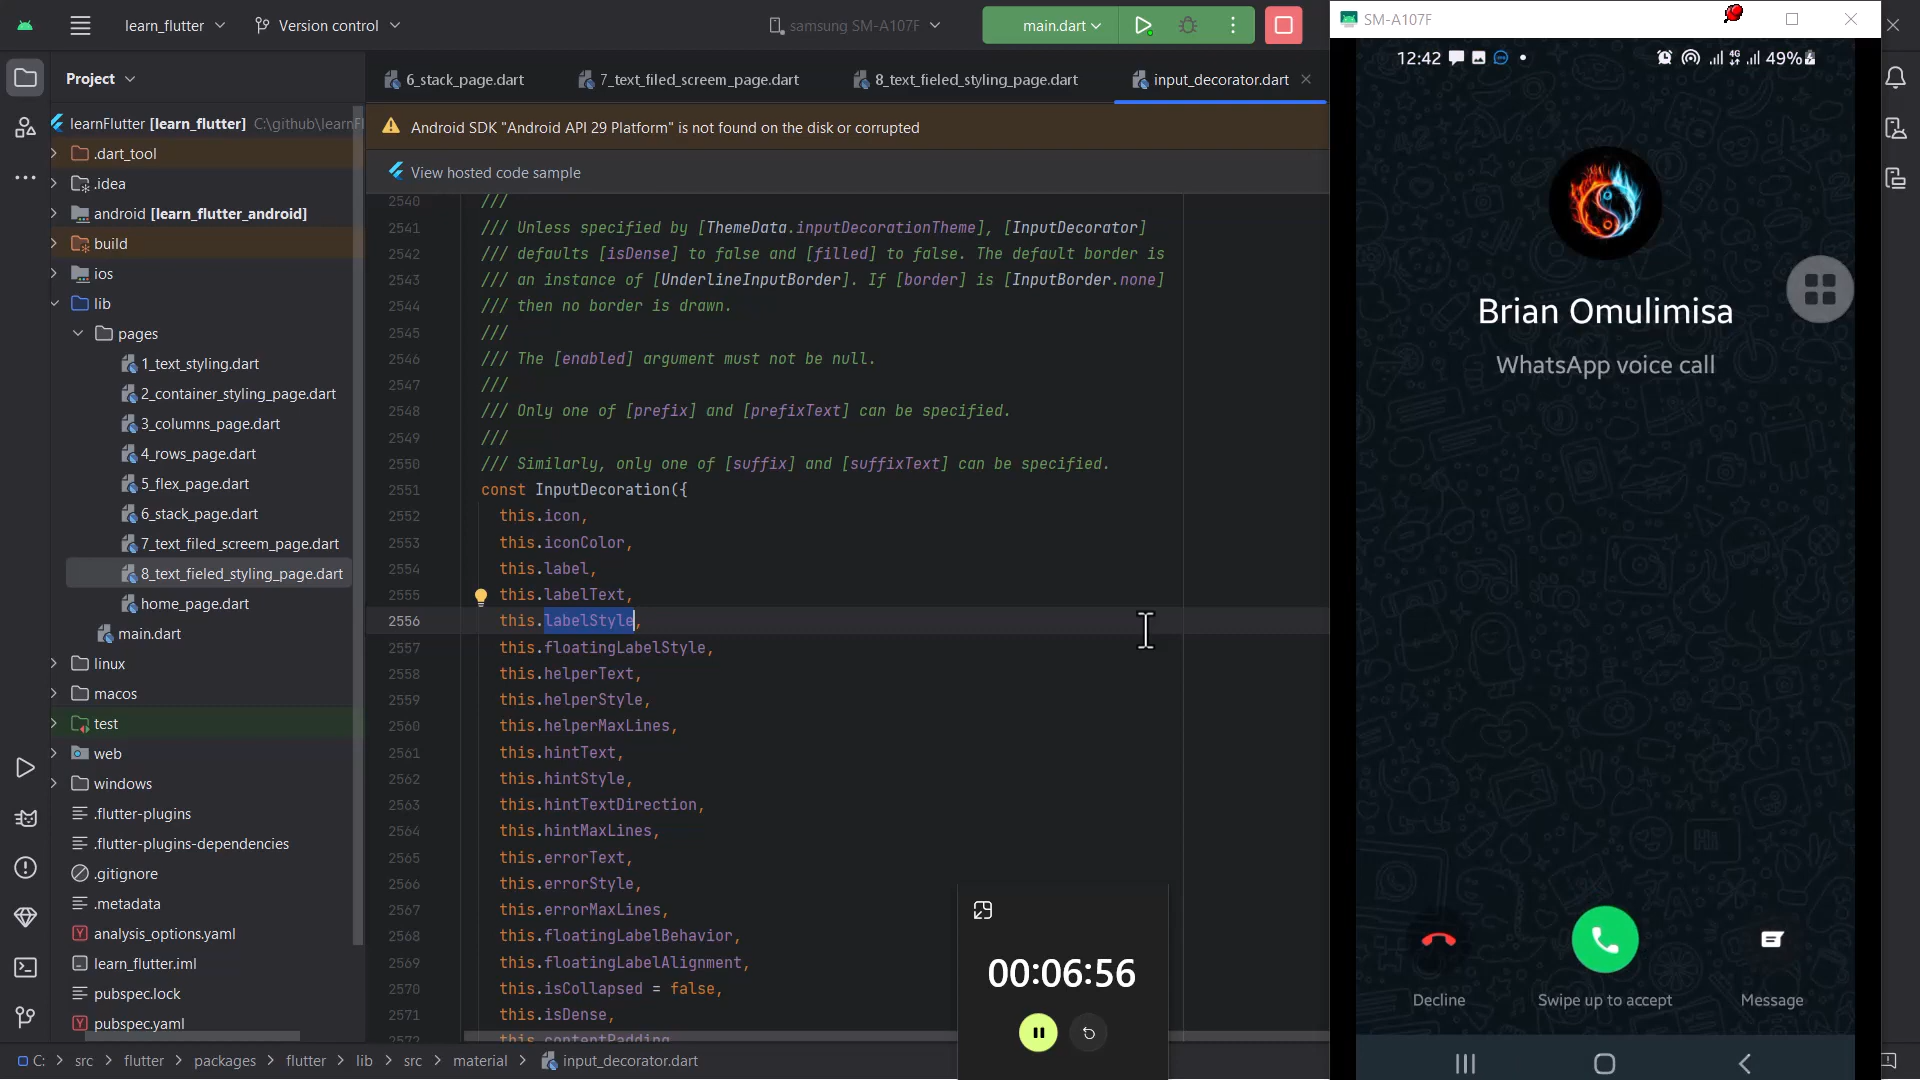 learn_flutter
Version control
samsung SM-A107F
main.dart
SM-A107F
Project
6_stack_page.dart
7_text_filed_screem_page.dart
8_text_fieled_styling_page.dart
input_decorator.dart
12:42
4G
49%
learnFlutter [learn_flutter] C:\github\learnFl
Android SDK "Android API 29 Platform" is not found on the disk or corrupted
.dart_tool
View hosted code sample
.idea
android [learn_flutter_android]
build
ios
lib
pages
1_text_styling.dart
2_container_styling_page.dart
3_columns_page.dart
4_rows_page.dart
5_flex_page.dart
6_stack_page.dart
7_text_filed_screem_page.dart
8_text_fieled_styling_page.dart
home_page.dart
main.dart
linux
macos
test
web
windows
.flutter-plugins
.flutter-plugins-dependencies
.gitignore
.metadata
analysis_options.yaml
learn_flutter.iml
pubspec.lock
pubspec.yaml
2540 ///
2541 /// Unless specified by [ThemeData.inputDecorationTheme], [InputDecorator]
2542 /// defaults [isDense] to false and [filled] to false. The default border is
2543 /// an instance of [UnderlineInputBorder]. If [border] is [InputBorder.none]
2544 /// then no border is drawn.
2545 ///
2546 /// The [enabled] argument must not be null.
2547 ///
2548 /// Only one of [prefix] and [prefixText] can be specified.
2549 ///
2550 /// Similarly, only one of [suffix] and [suffixText] can be specified.
2551 const InputDecoration({
2552 this.icon,
2553 this.iconColor,
2554 this.label,
2555 this.labelText,
2556 this.labelStyle,
2557 this.floatingLabelStyle,
2558 this.helperText,
2559 this.helperStyle,
2560 this.helperMaxLines,
2561 this.hintText,
2562 this.hintStyle,
2563 this.hintTextDirection,
2564 this.hintMaxLines,
2565 this.errorText,
2566 this.errorStyle,
2567 this.errorMaxLines,
2568 this.floatingLabelBehavior,
2569 this.floatingLabelAlignment,
2570 this.isCollapsed = false,
2571 this.isDense,
2572 this.contentPadding
00:06:56
Brian Omulimisa
WhatsApp voice call
Decline
Swipe up to accept
Message
C: > src > flutter > packages > flutter > lib > src > material > input_decorator.dart